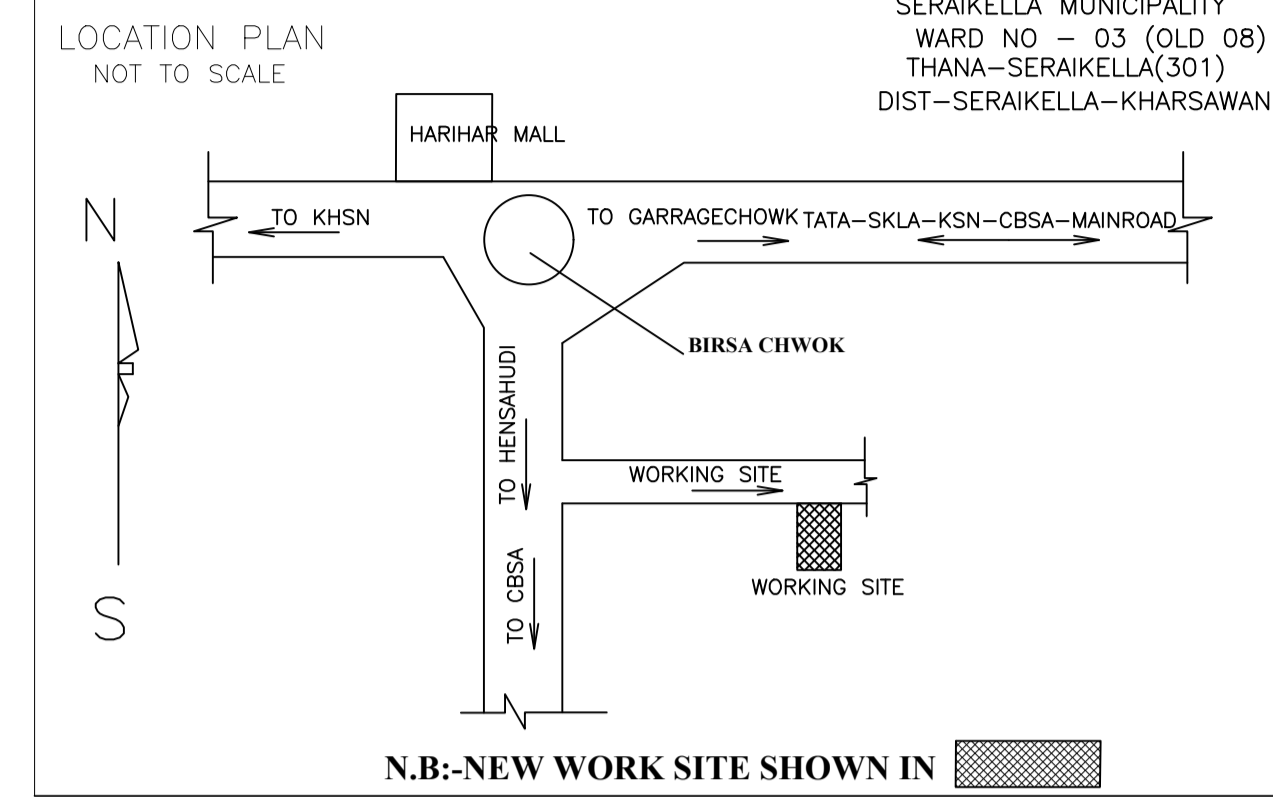 SERAIKELLA MUNICIPALITY
WARD NO – 03 (OLD 08)
THANA–SERAIKELLA(301)
DIST–SERAIKELLA–KHARSAWAN
LOCATION PLAN
NOT TO SCALE
HARIHAR MALL
N
TO KHSN
TO GARRAGECHOWK
TATA–SKLA–KSN–CBSA–MAINROAD
BIRSA CHWOK
TO HENSAHUDI
WORKING SITE
TO CBSA
WORKING SITE
S
N.B:-NEW WORK SITE SHOWN IN